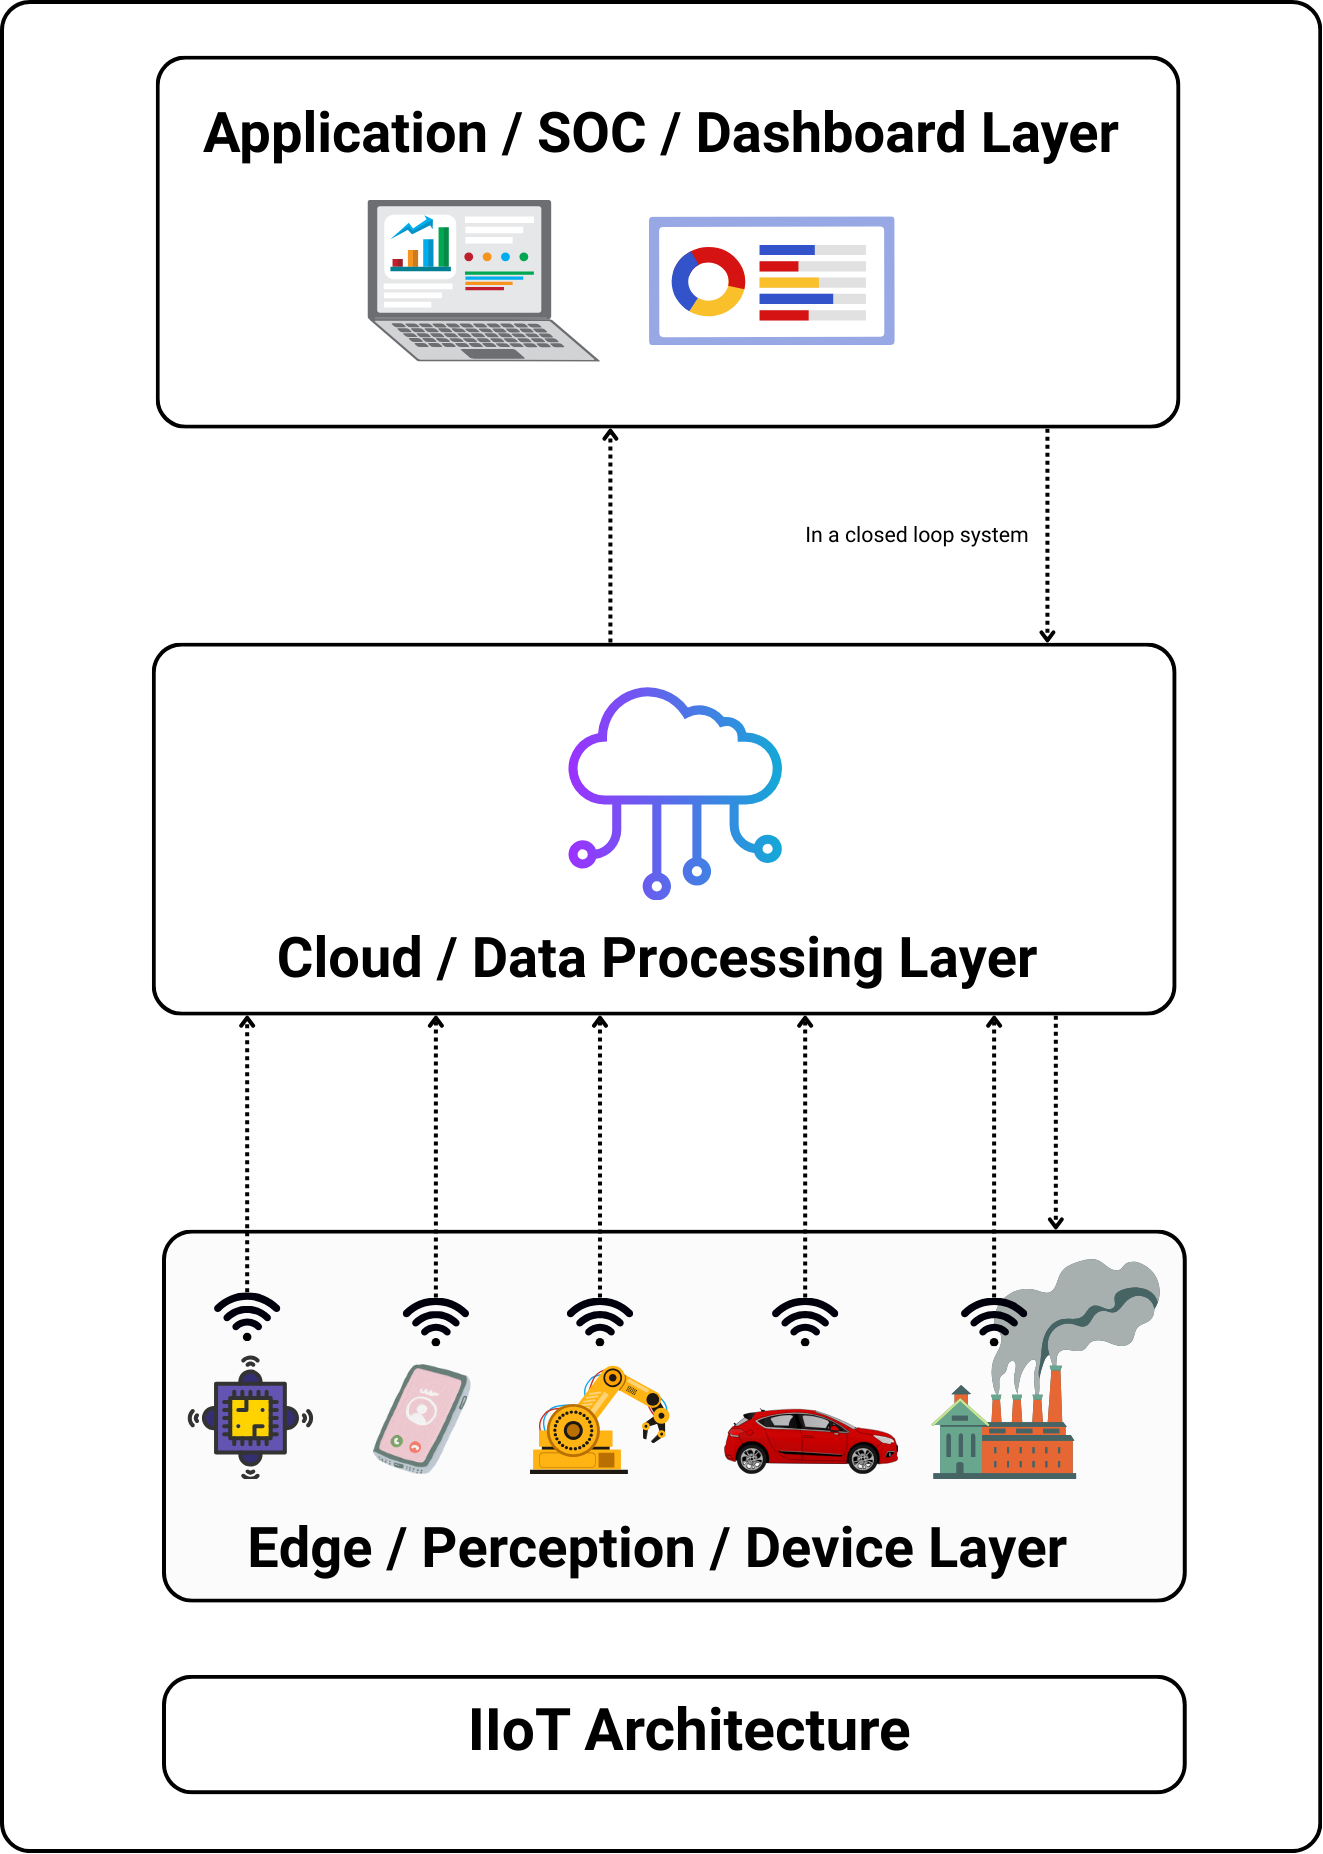 Application / SOC / Dashboard Layer
In a closed loop system
Cloud / Data Processing Layer
Edge / Perception / Device Layer
IIoT Architecture